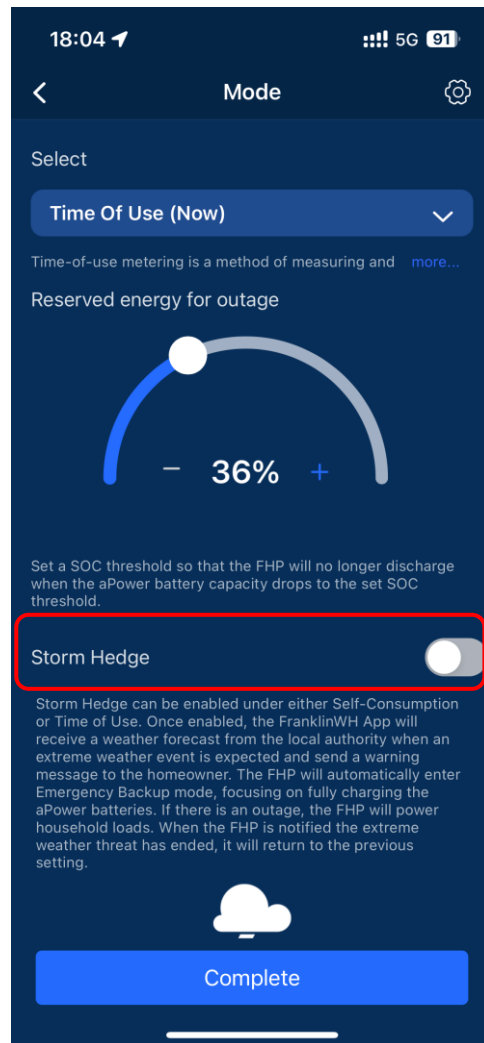 18:04 5G 91
Mode
Select
Time Of Use (Now)
Time-of-use metering is a method of measuring and more...
Reserved energy for outage
− 36% +
Set a SOC threshold so that the FHP will no longer discharge
when the aPower battery capacity drops to the set SOC
threshold.
Storm Hedge
Storm Hedge can be enabled under either Self-Consumption
or Time of Use. Once enabled, the FranklinWH App will
receive a weather forecast from the local authority when an
extreme weather event is expected and send a warning
message to the homeowner. The FHP will automatically enter
Emergency Backup mode, focusing on fully charging the
aPower batteries. If there is an outage, the FHP will power
household loads. When the FHP is notified the extreme
weather threat has ended, it will return to the previous
setting.
Complete